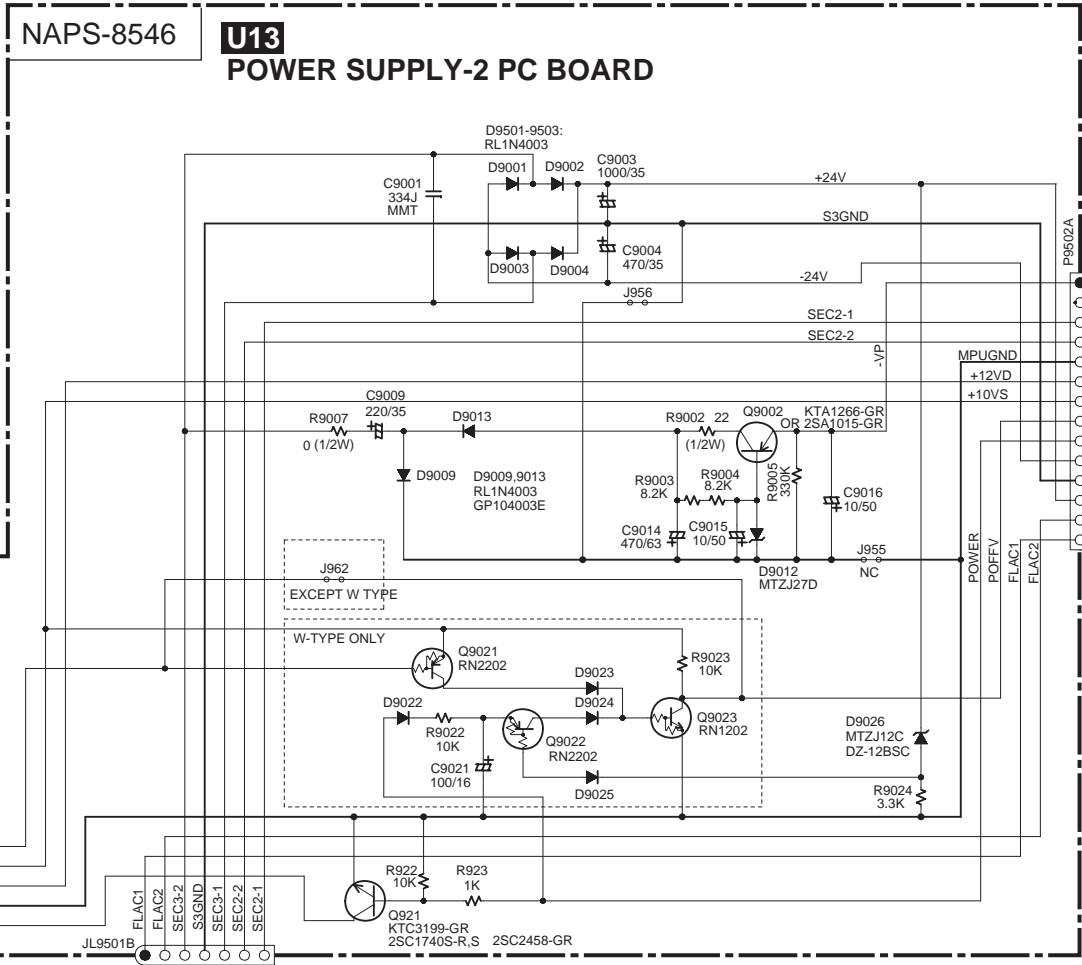 NAPS-8546
U13
POWER SUPPLY-2 PC BOARD
D9501-9503:
RL1N4003
D9001
D9002
C9003
1000/35
C9001
334J
MMT
+24V
S3GND
P9502A
D9003
D9004
C9004
470/35
-24V
J956
SEC2-1
SEC2-2
-VP
MPUGND
+12VD
+10VS
C9009
220/35
R9007
0 (1/2W)
D9013
R9002 22
(1/2W)
Q9002
KTA1266-GR
OR 2SA1015-GR
D9009
D9009,9013
RL1N4003
GP104003E
R9003
8.2K
R9004
8.2K
R9005
330K
C9014
470/63
C9015
10/50
C9016
10/50
D9012
MTZJ27D
J955
NC
POWER
POFFV
FLAC1
FLAC2
J962
EXCEPT W TYPE
W-TYPE ONLY
Q9021
RN2202
R9023
10K
D9023
D9022
D9024
R9022
10K
Q9022
RN2202
Q9023
RN1202
C9021
100/16
D9025
D9026
MTZJ12C
DZ-12BSC
R9024
3.3K
R922
10K
R923
1K
Q921
KTC3199-GR
2SC1740S-R,S 2SC2458-GR
FLAC1
FLAC2
SEC3-2
S3GND
SEC3-1
SEC2-2
SEC2-1
JL9501B